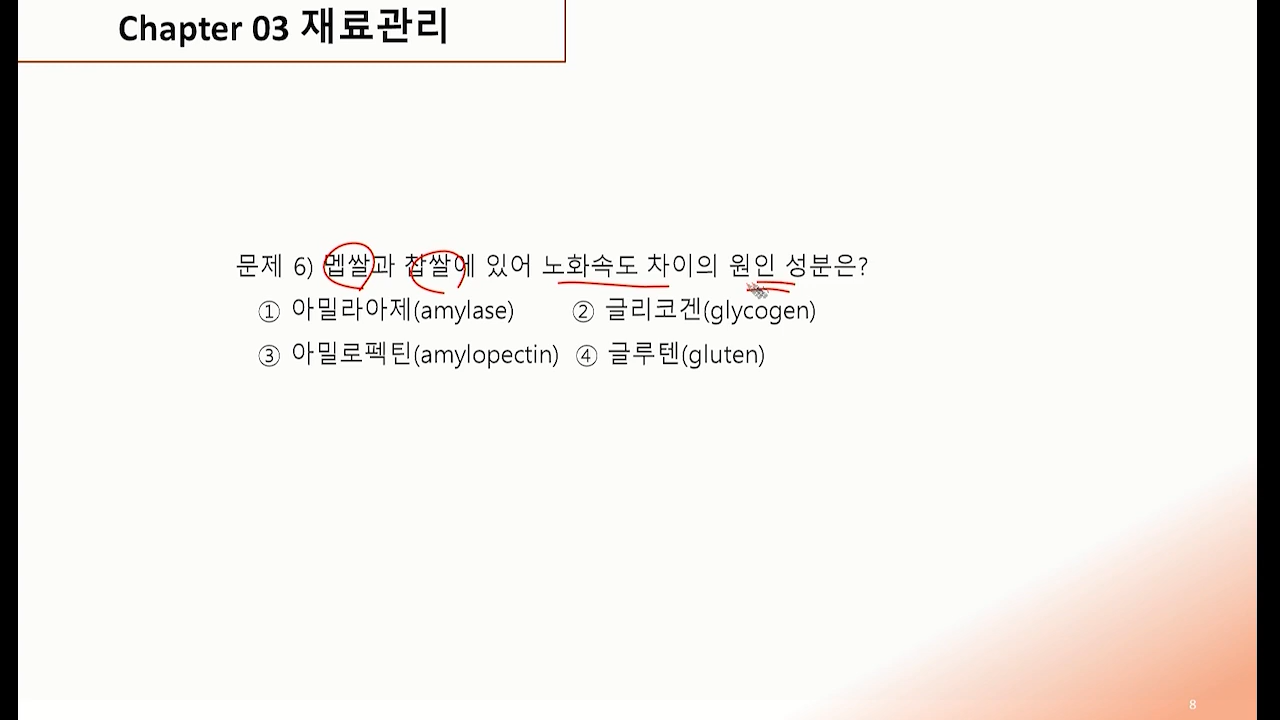 Chapter 03 재료관리
문제 6) 멥쌀과 찹쌀에 있어 노화속도 차이의 원인 성분은?
① 아밀라아제(amylase) ② 글리코겐(glycogen)
③ 아밀로펙틴(amylopectin) ④ 글루텐(gluten)
8